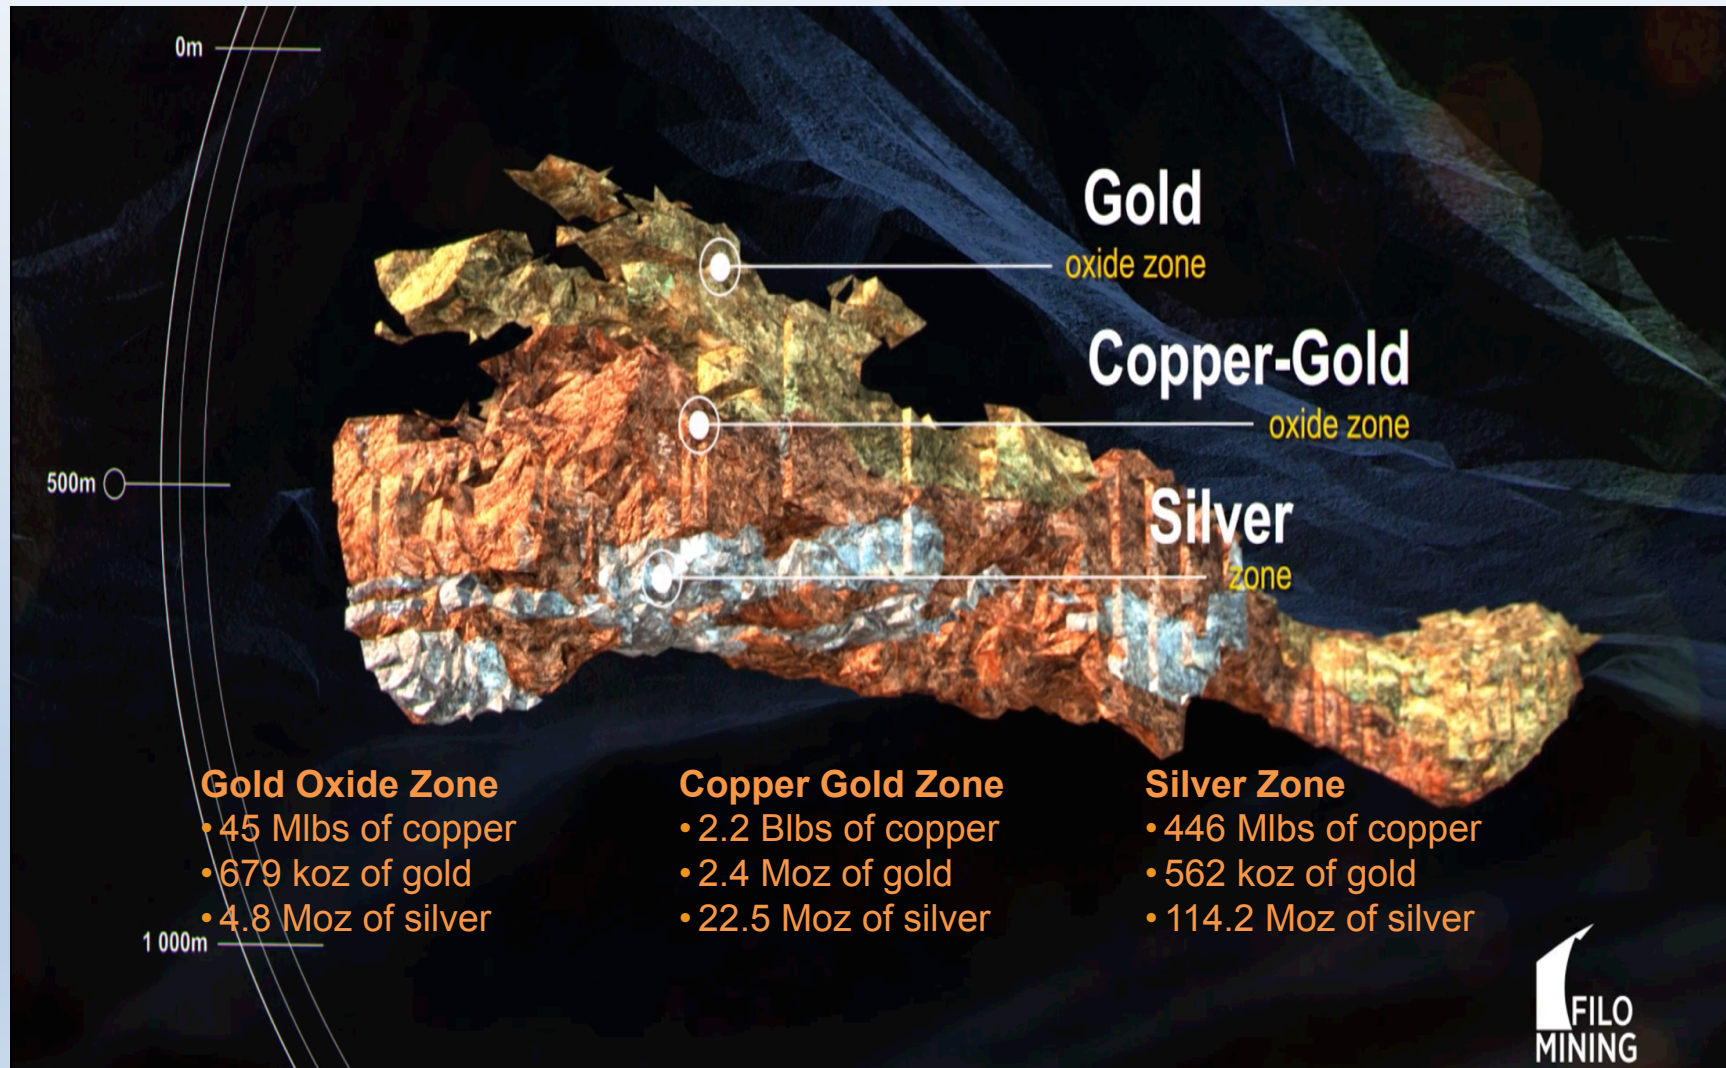 0m
Gold
oxide zone
Copper-Gold
oxide zone
500m
Silver
zone
Gold Oxide Zone
• 45 Mlbs of copper
• 679 koz of gold
• 4.8 Moz of silver
Copper Gold Zone
• 2.2 Blbs of copper
• 2.4 Moz of gold
• 22.5 Moz of silver
Silver Zone
• 446 Mlbs of copper
• 562 koz of gold
• 114.2 Moz of silver
1 000m
FILO
MINING